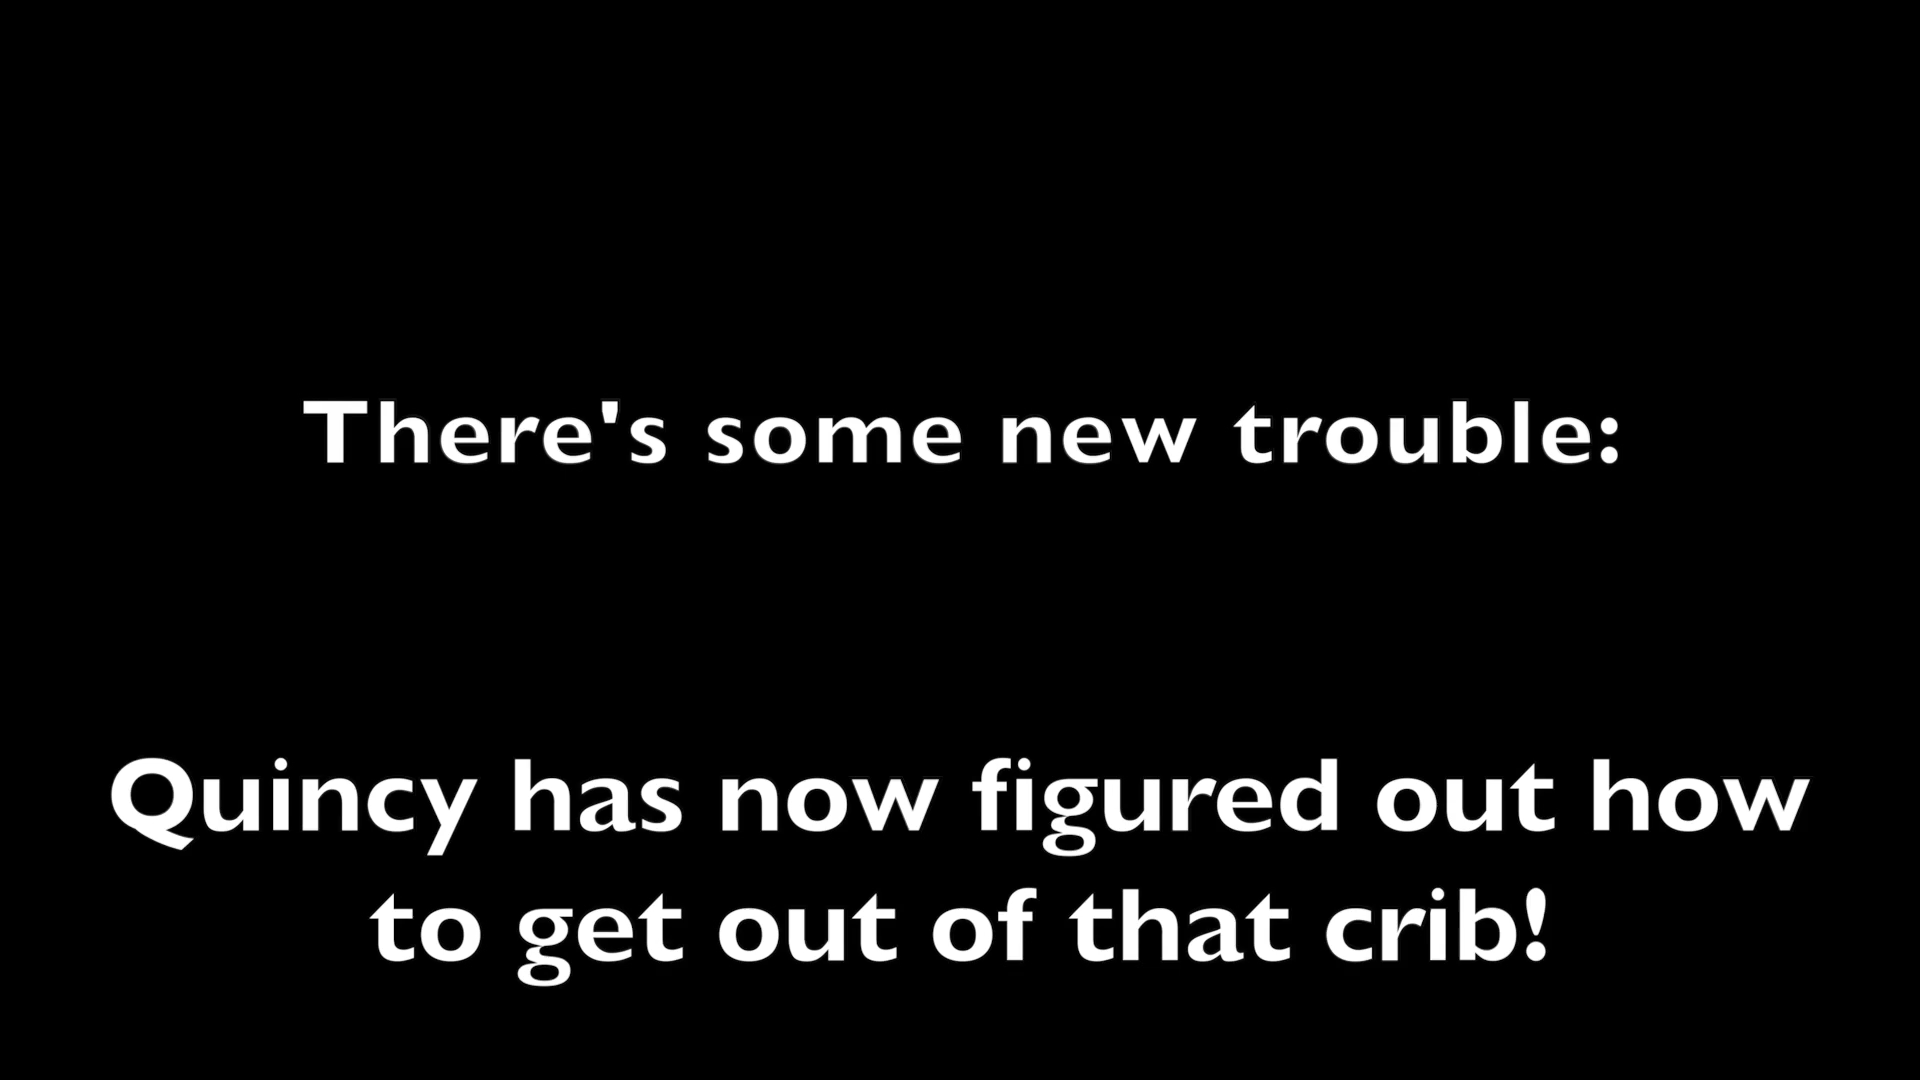 There's some new trouble:
Quincy has now figured out how
to get out of that crib!